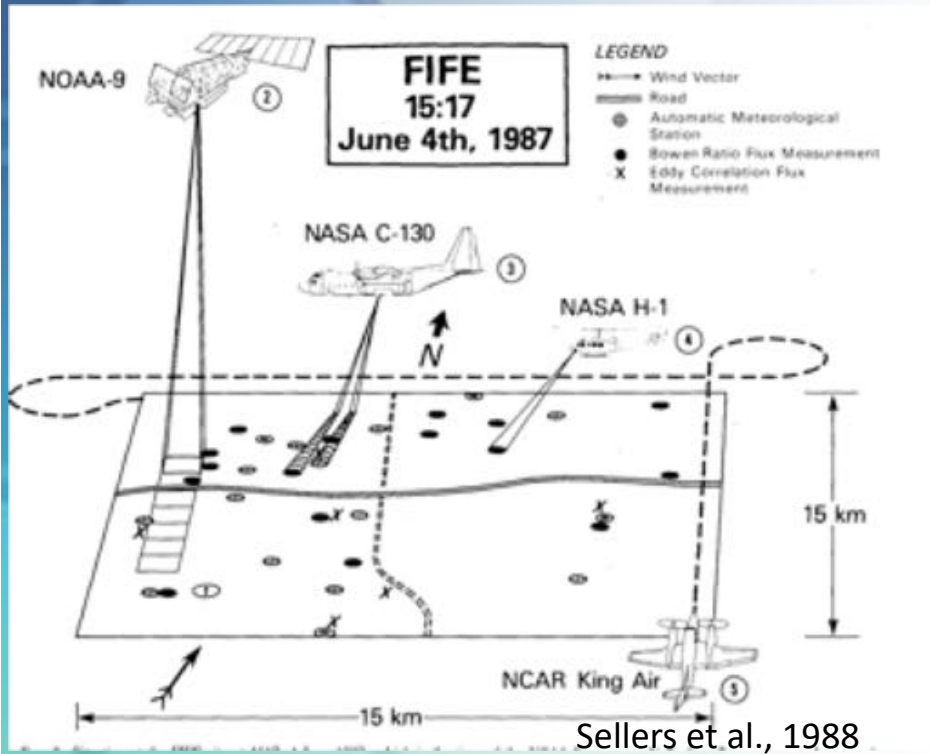 NOAA-9
2
FIFE
15:17
June 4th, 1987
LEGEND
Wind Vector
Road
Automatic Meteorological
Station
Bowen Ratio Flux Measurement
X Eddy Correlation Flux
Measurement
NASA C-130
3
NASA H-1
4
N
X
X
X
X
X
1
15 km
NCAR King Air
5
15 km
Sellers et al., 1988